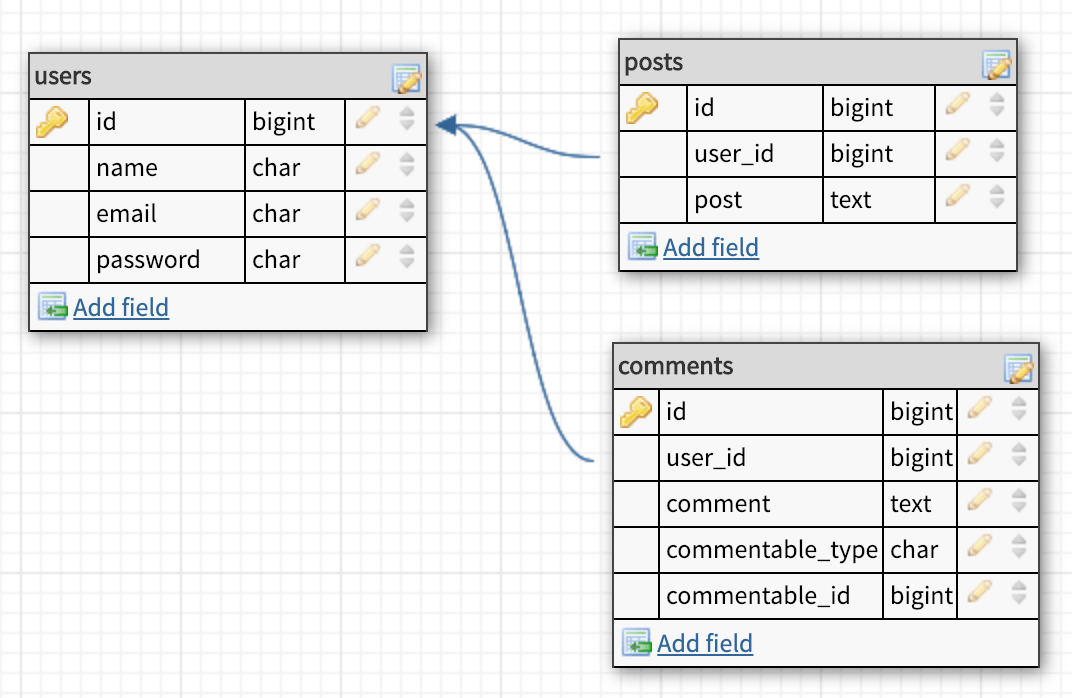 users
id bigint
name char
email char
password char
Add field
posts
id bigint
user_id bigint
post text
Add field
comments
id bigint
user_id bigint
comment text
commentable_type char
commentable_id bigint
Add field